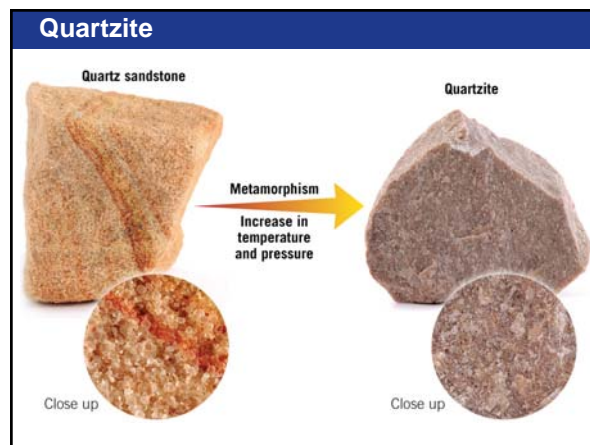 Quartzite
Quartz sandstone
Quartzite
Metamorphism
Increase in
temperature
and pressure
Close up
Close up